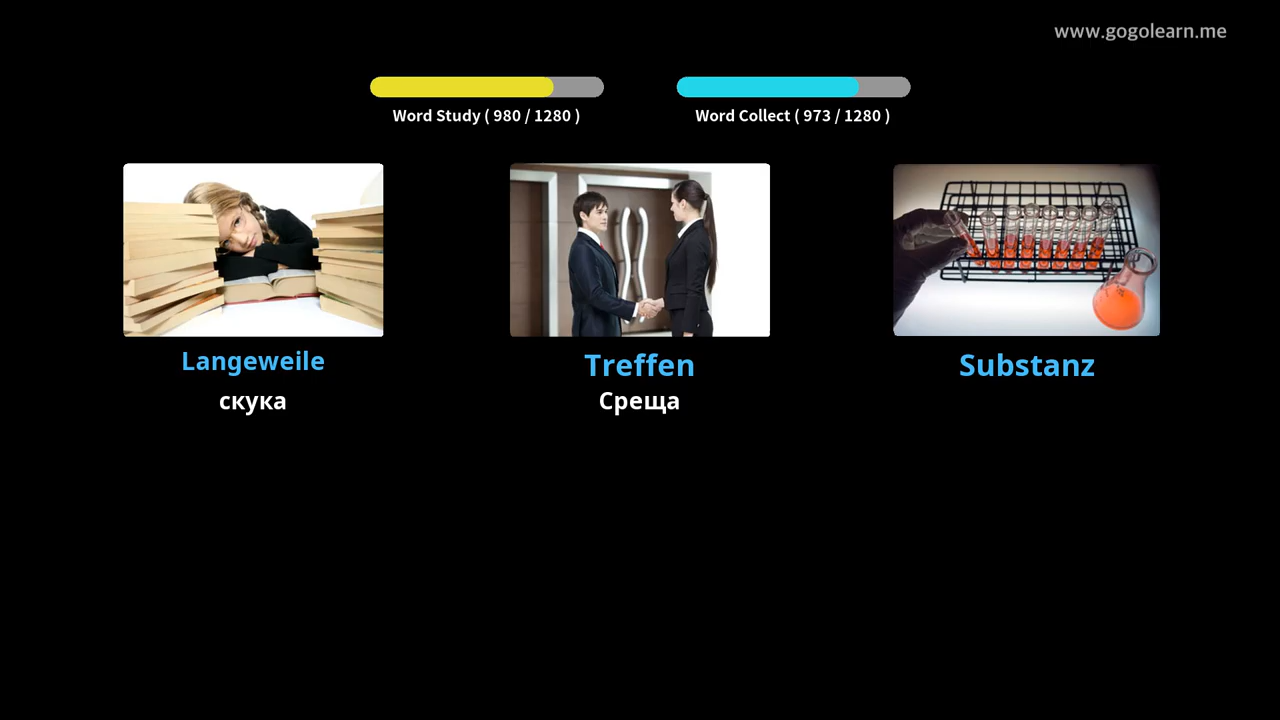 www.gogolearn.me
Word Study ( 980 / 1280 )
Word Collect ( 973 / 1280 )
Langeweile
скука
Treffen
Среща
Substanz